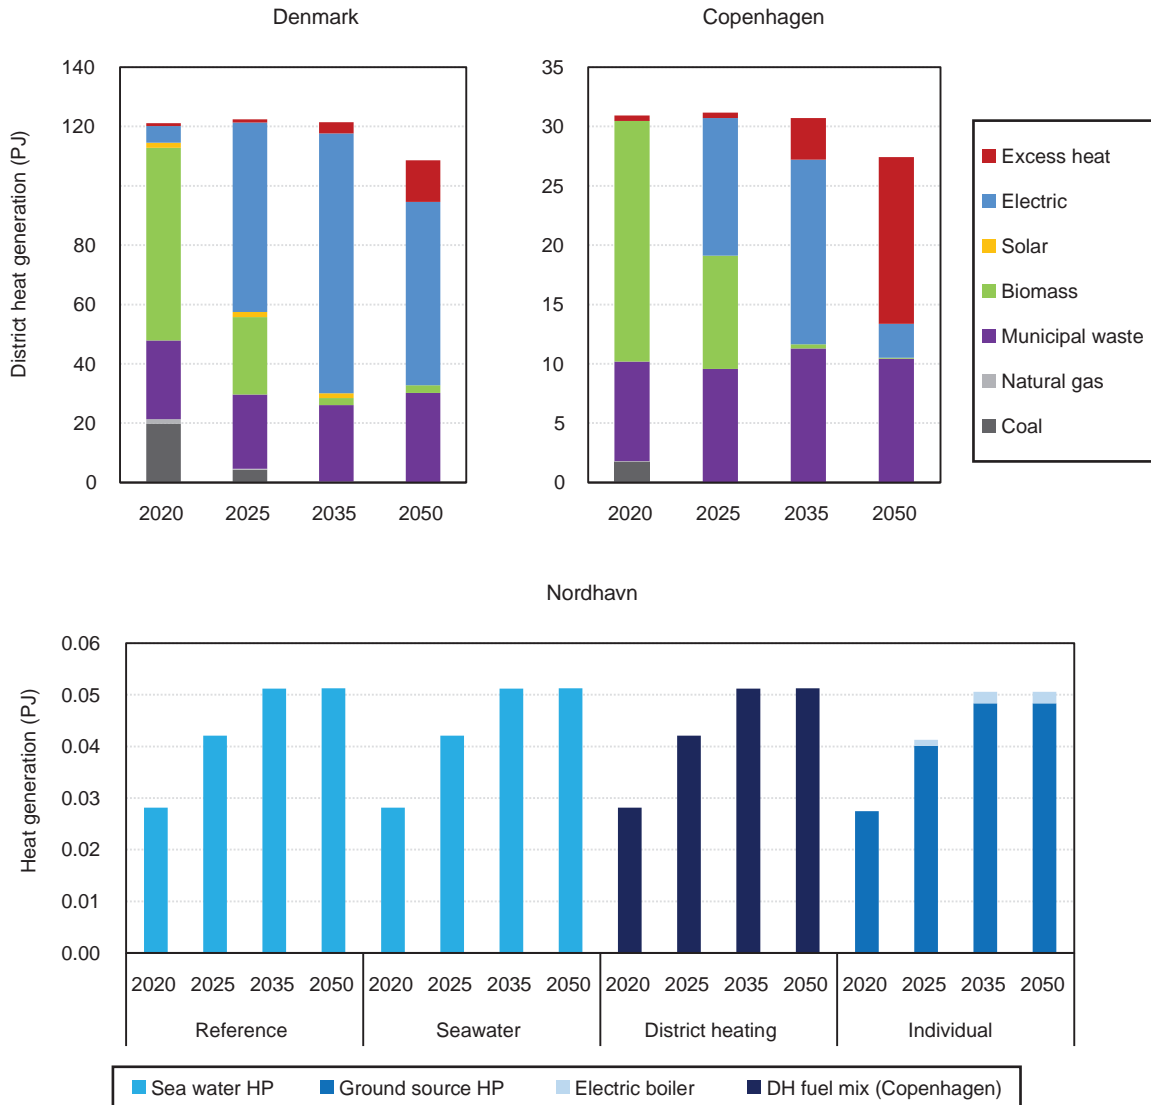 Denmark
Copenhagen
District heat generation (PJ)
140
120
80
60
40
20
0
2020 2025 2035 2050
35
30
25
20
15
10
5
0
2020 2025 2035 2050
Excess heat
Electric
Solar
Biomass
Municipal waste
Natural gas
Coal
Nordhavn
Heat generation (PJ)
0.06
0.05
0.04
0.03
0.02
0.01
0.00
2020 2025 2035 2050 2020 2025 2035 2050 2020 2025 2035 2050 2020 2025 2035 2050
Reference Seawater District heating Individual
Sea water HP Ground source HP Electric boiler DH fuel mix (Copenhagen)